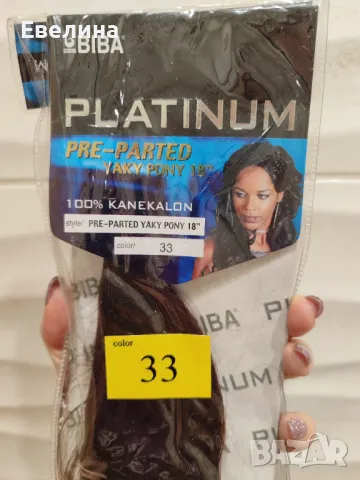 Евелина
BIBA
PLATINUM
PRE-PARTED
YAKY PONY 18"
100% KANEKALON
style/ PRE-PARTED YAKY PONY 18"
color/ 33
BIBA
BIBA
PLATINUM
color
33
bazar